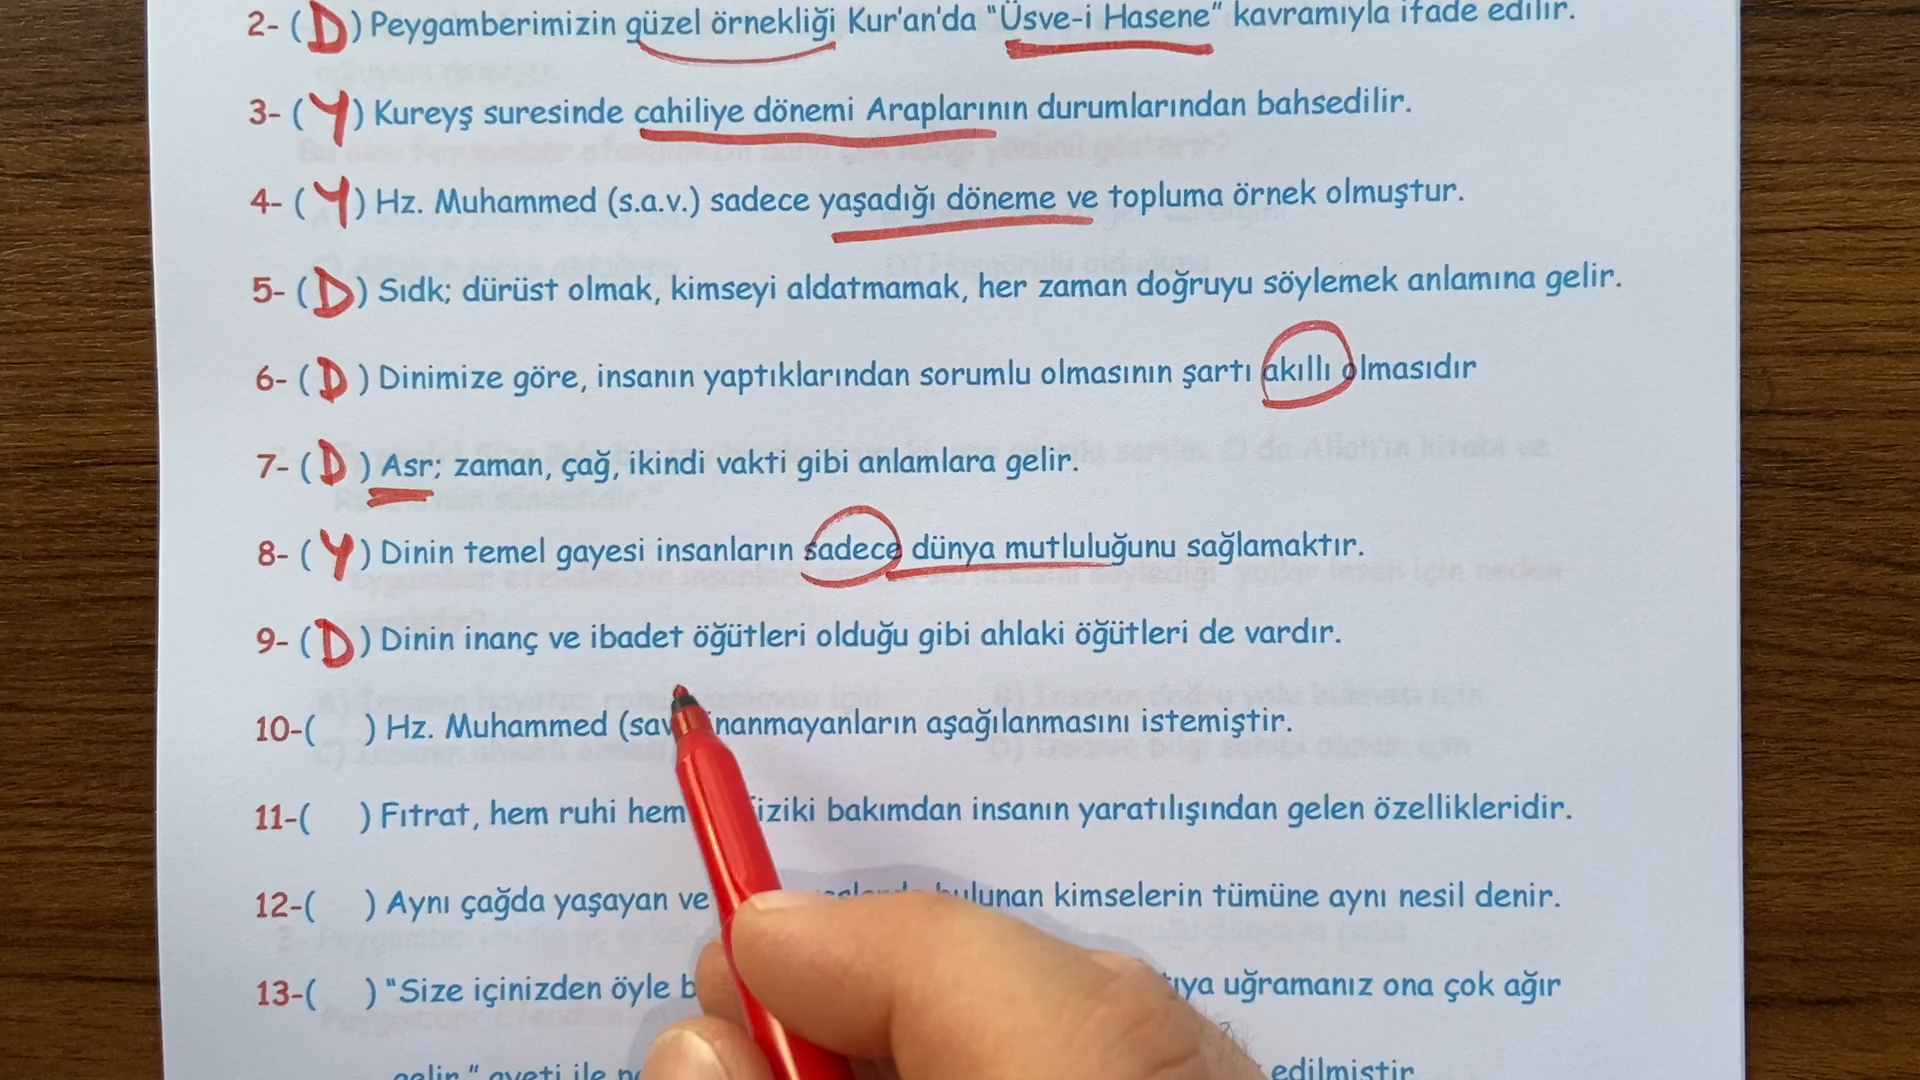 2- (D) Peygamberimizin güzel örnekliği Kur'an'da "Üsve-i Hasene" kavramıyla ifade edilir.
3- (Y) Kureyş suresinde cahiliye dönemi Araplarının durumlarından bahsedilir.
4- (Y) Hz. Muhammed (s.a.v.) sadece yaşadığı döneme ve topluma örnek olmuştur.
5- (D) Sıdk; dürüst olmak, kimseyi aldatmamak, her zaman doğruyu söylemek anlamına gelir.
6- (D) Dinimize göre, insanın yaptıklarından sorumlu olmasının şartı akıllı olmasıdır
7- (D) Asr; zaman, çağ, ikindi vakti gibi anlamlara gelir.
8- (Y) Dinin temel gayesi insanların sadece dünya mutluluğunu sağlamaktır.
9- (D) Dinin inanç ve ibadet öğütleri olduğu gibi ahlaki öğütleri de vardır.
10-( ) Hz. Muhammed (sav inanmayanların aşağılanmasını istemiştir.
11-( ) Fıtrat, hem ruhi hem fiziki bakımdan insanın yaratılışından gelen özellikleridir.
12-( ) Aynı çağda yaşayan ve bulunan kimselerin tümüne aynı nesil denir.
13-( ) "Size içinizden öyle uğramanız ona çok ağır
gelir." ayeti ile edilmiştir